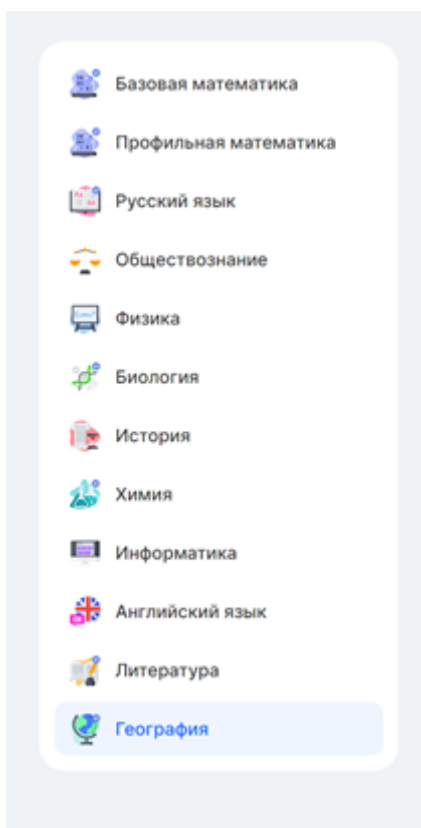 Базовая математика
Профильная математика
Русский язык
Обществознание
Физика
Биология
История
Химия
Информатика
Английский язык
Литература
География